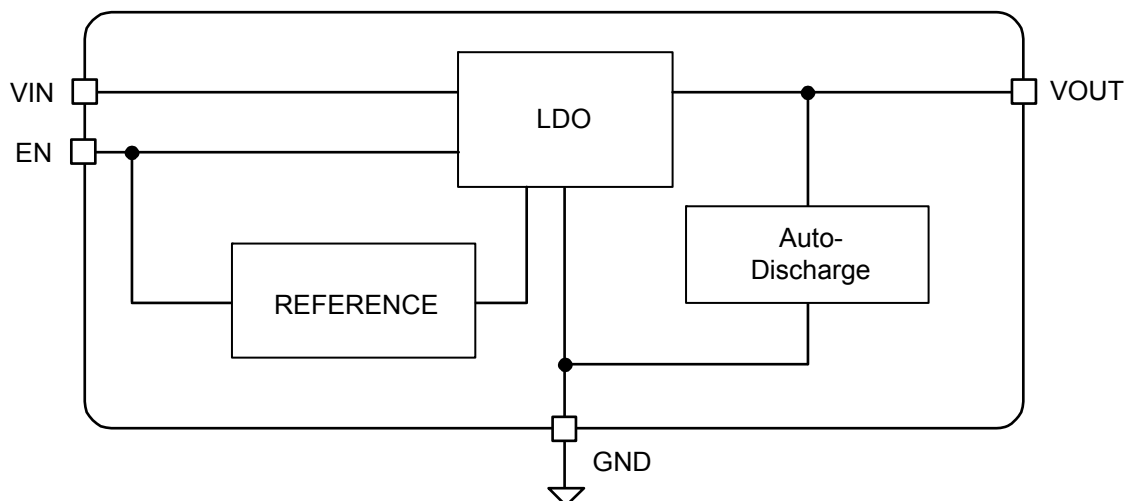 VIN
LDO
VOUT
EN
Auto-
Discharge
REFERENCE
GND